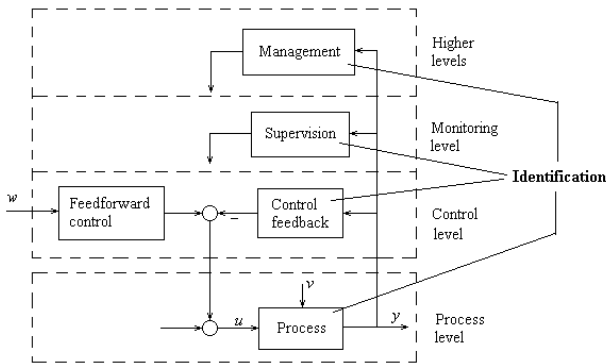 Management
Higher
levels
Supervision
Monitoring
level
Identification
w
Feedforward
control
–
Control
feedback
Control
level
v
u
Process
y
Process
level